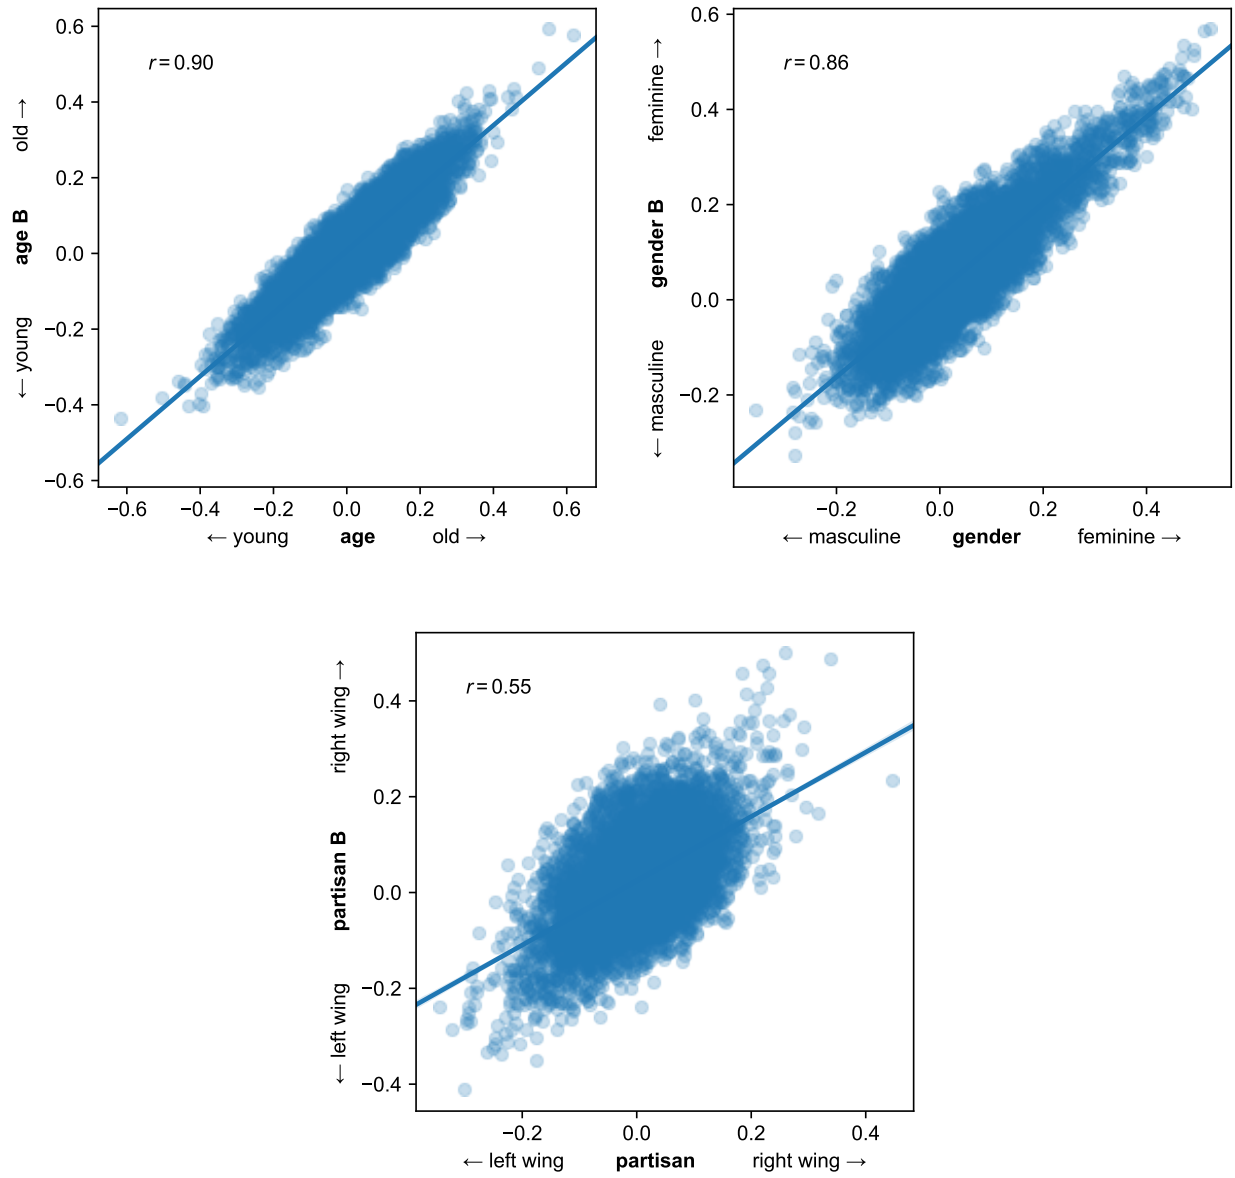 r = 0.90
0.6
0.4
0.2
0.0
−0.2
−0.4
−0.6
← young age B old →
−0.6 −0.4 −0.2 0.0 0.2 0.4 0.6
← young age old →
r = 0.86
0.6
0.4
0.2
0.0
−0.2
← masculine gender B feminine →
−0.2 0.0 0.2 0.4
← masculine gender feminine →
r = 0.55
0.4
0.2
0.0
−0.2
−0.4
← left wing partisan B right wing →
−0.2 0.0 0.2 0.4
← left wing partisan right wing →